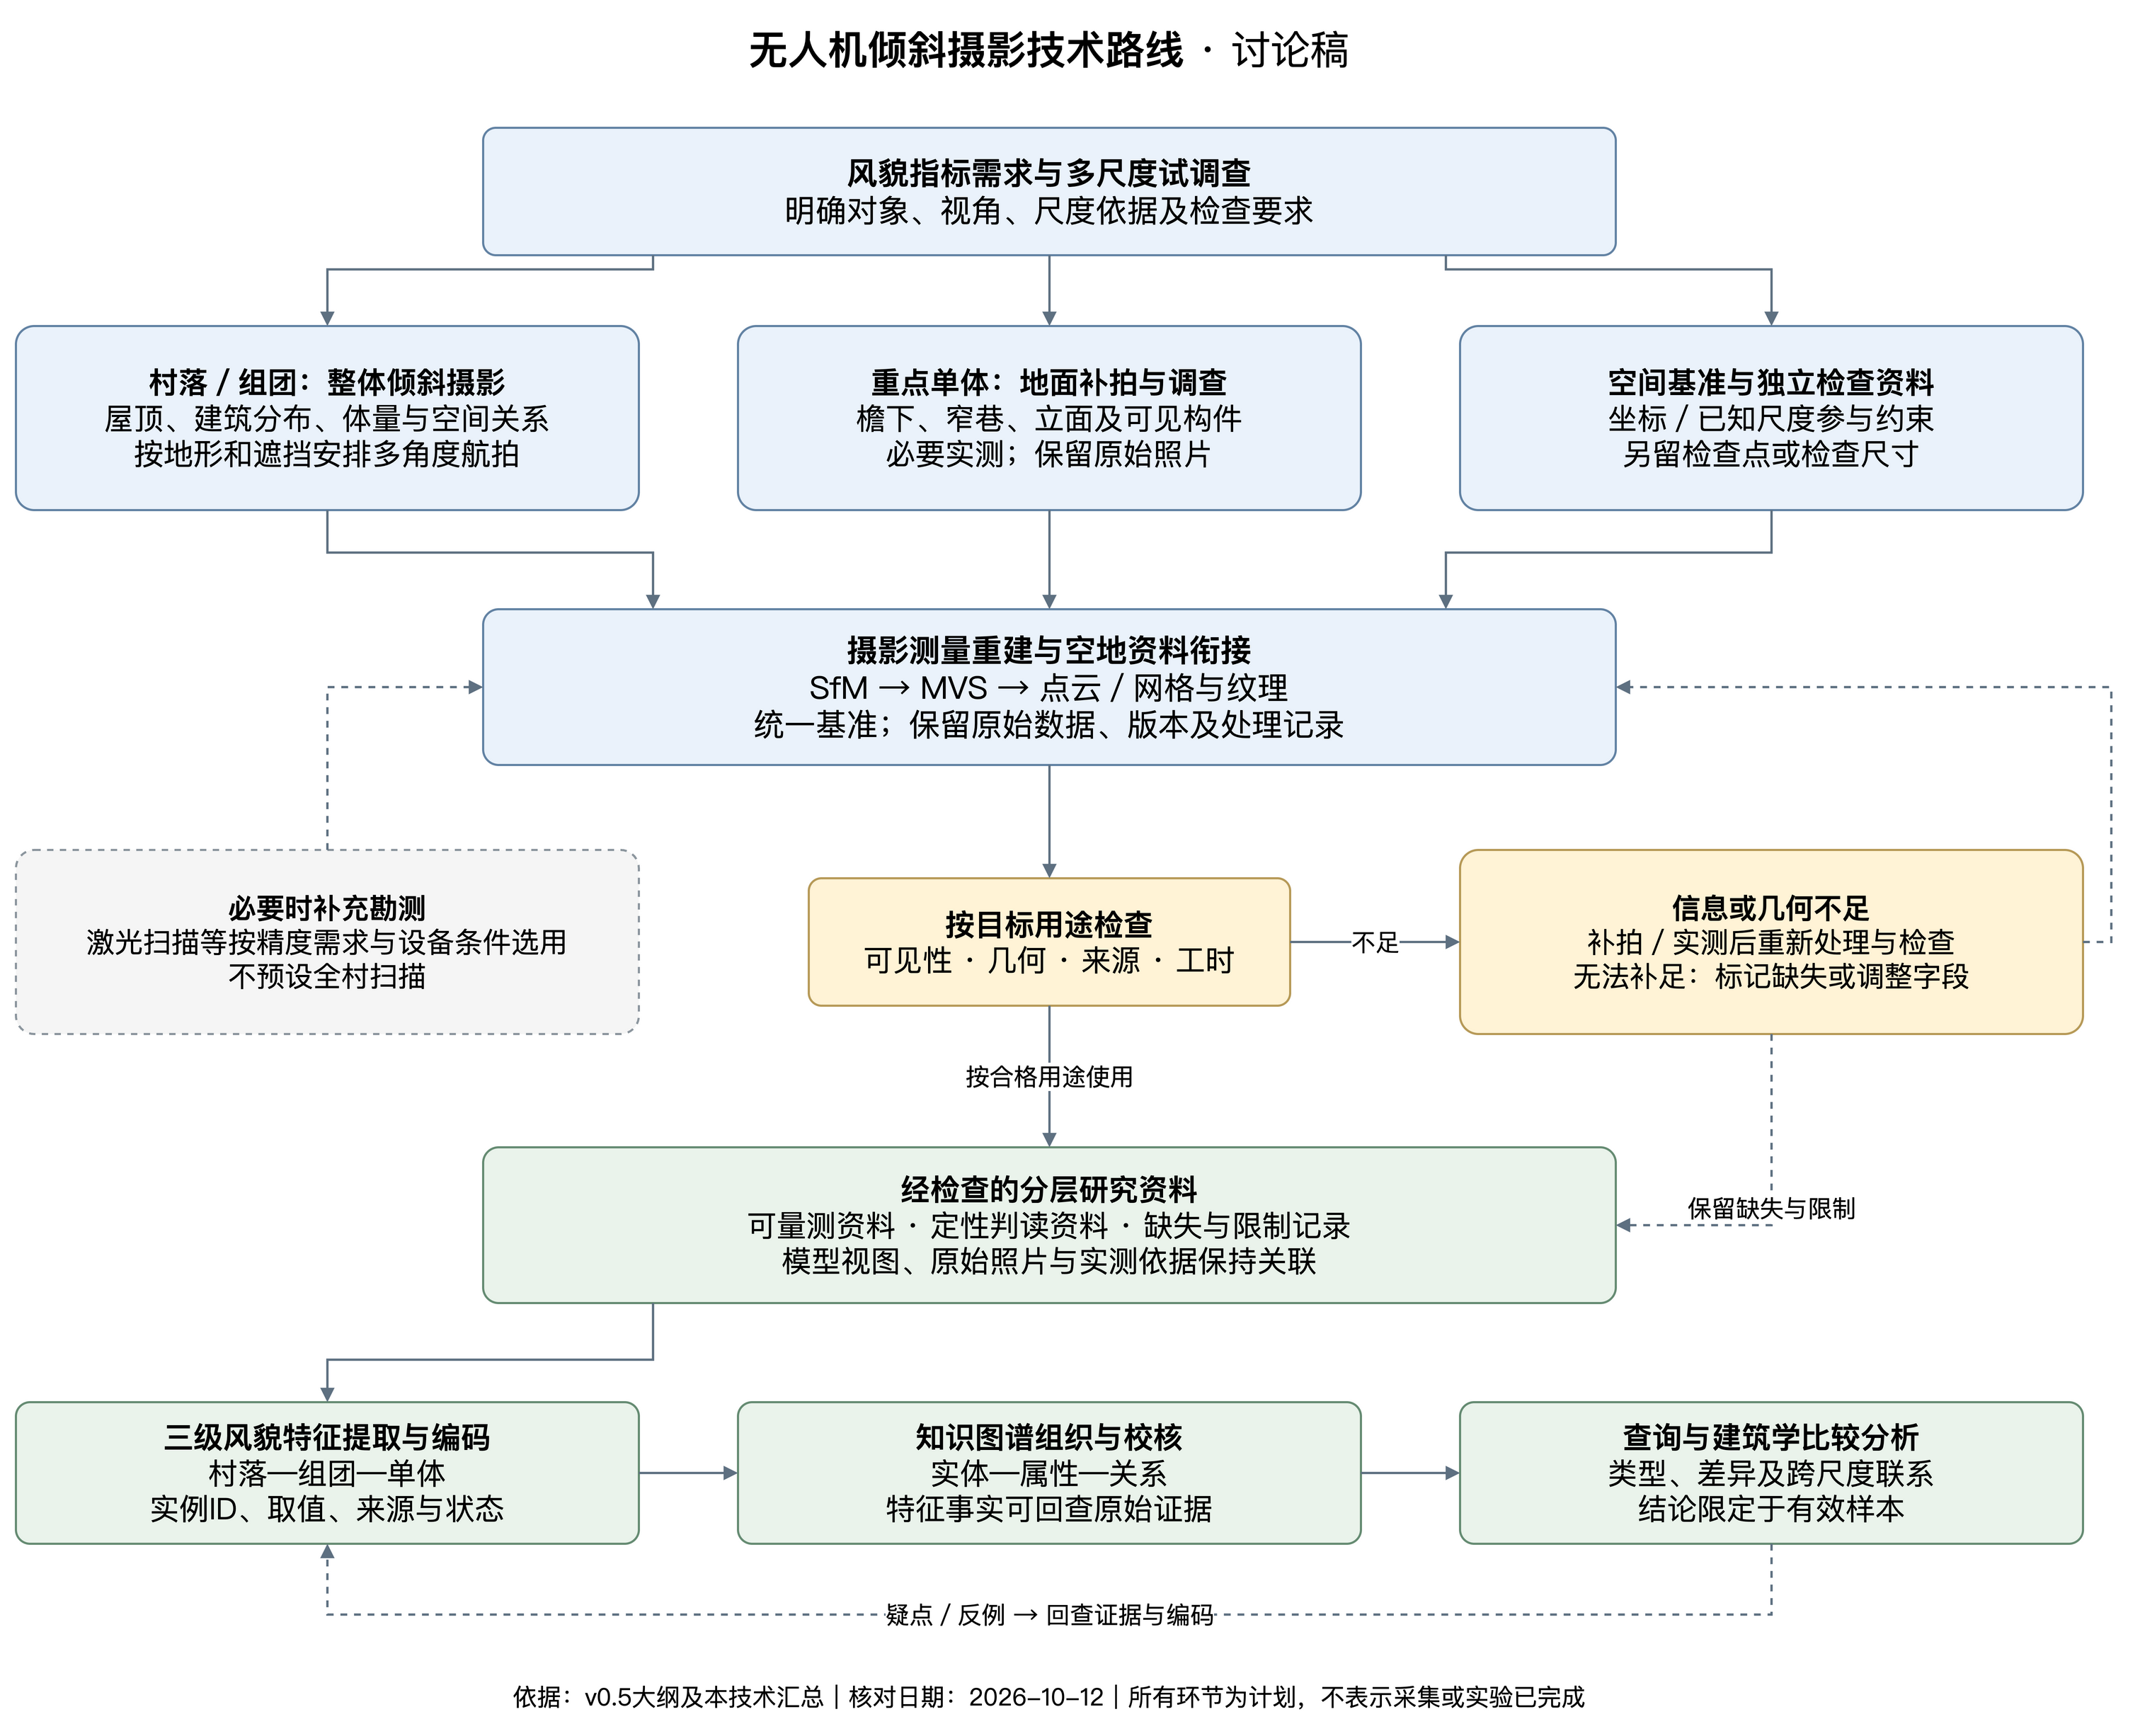 无人机倾斜摄影技术路线 · 讨论稿
风貌指标需求与多尺度试调查
明确对象、视角、尺度依据及检查要求
村落 / 组团：整体倾斜摄影
屋顶、建筑分布、体量与空间关系
按地形和遮挡安排多角度航拍
重点单体：地面补拍与调查
檐下、窄巷、立面及可见构件
必要实测；保留原始照片
空间基准与独立检查资料
坐标 / 已知尺度参与约束
另留检查点或检查尺寸
摄影测量重建与空地资料衔接
SfM → MVS → 点云 / 网格与纹理
统一基准；保留原始数据、版本及处理记录
必要时补充勘测
激光扫描等按精度需求与设备条件选用
不预设全村扫描
按目标用途检查
可见性 · 几何 · 来源 · 工时
不足
信息或几何不足
补拍 / 实测后重新处理与检查
无法补足：标记缺失或调整字段
按合格用途使用
经检查的分层研究资料
可量测资料 · 定性判读资料 · 缺失与限制记录
模型视图、原始照片与实测依据保持关联
保留缺失与限制
三级风貌特征提取与编码
村落—组团—单体
实例ID、取值、来源与状态
知识图谱组织与校核
实体—属性—关系
特征事实可回查原始证据
查询与建筑学比较分析
类型、差异及跨尺度联系
结论限定于有效样本
疑点 / 反例 → 回查证据与编码
依据：v0.5大纲及本技术汇总｜核对日期：2026-10-12｜所有环节为计划，不表示采集或实验已完成